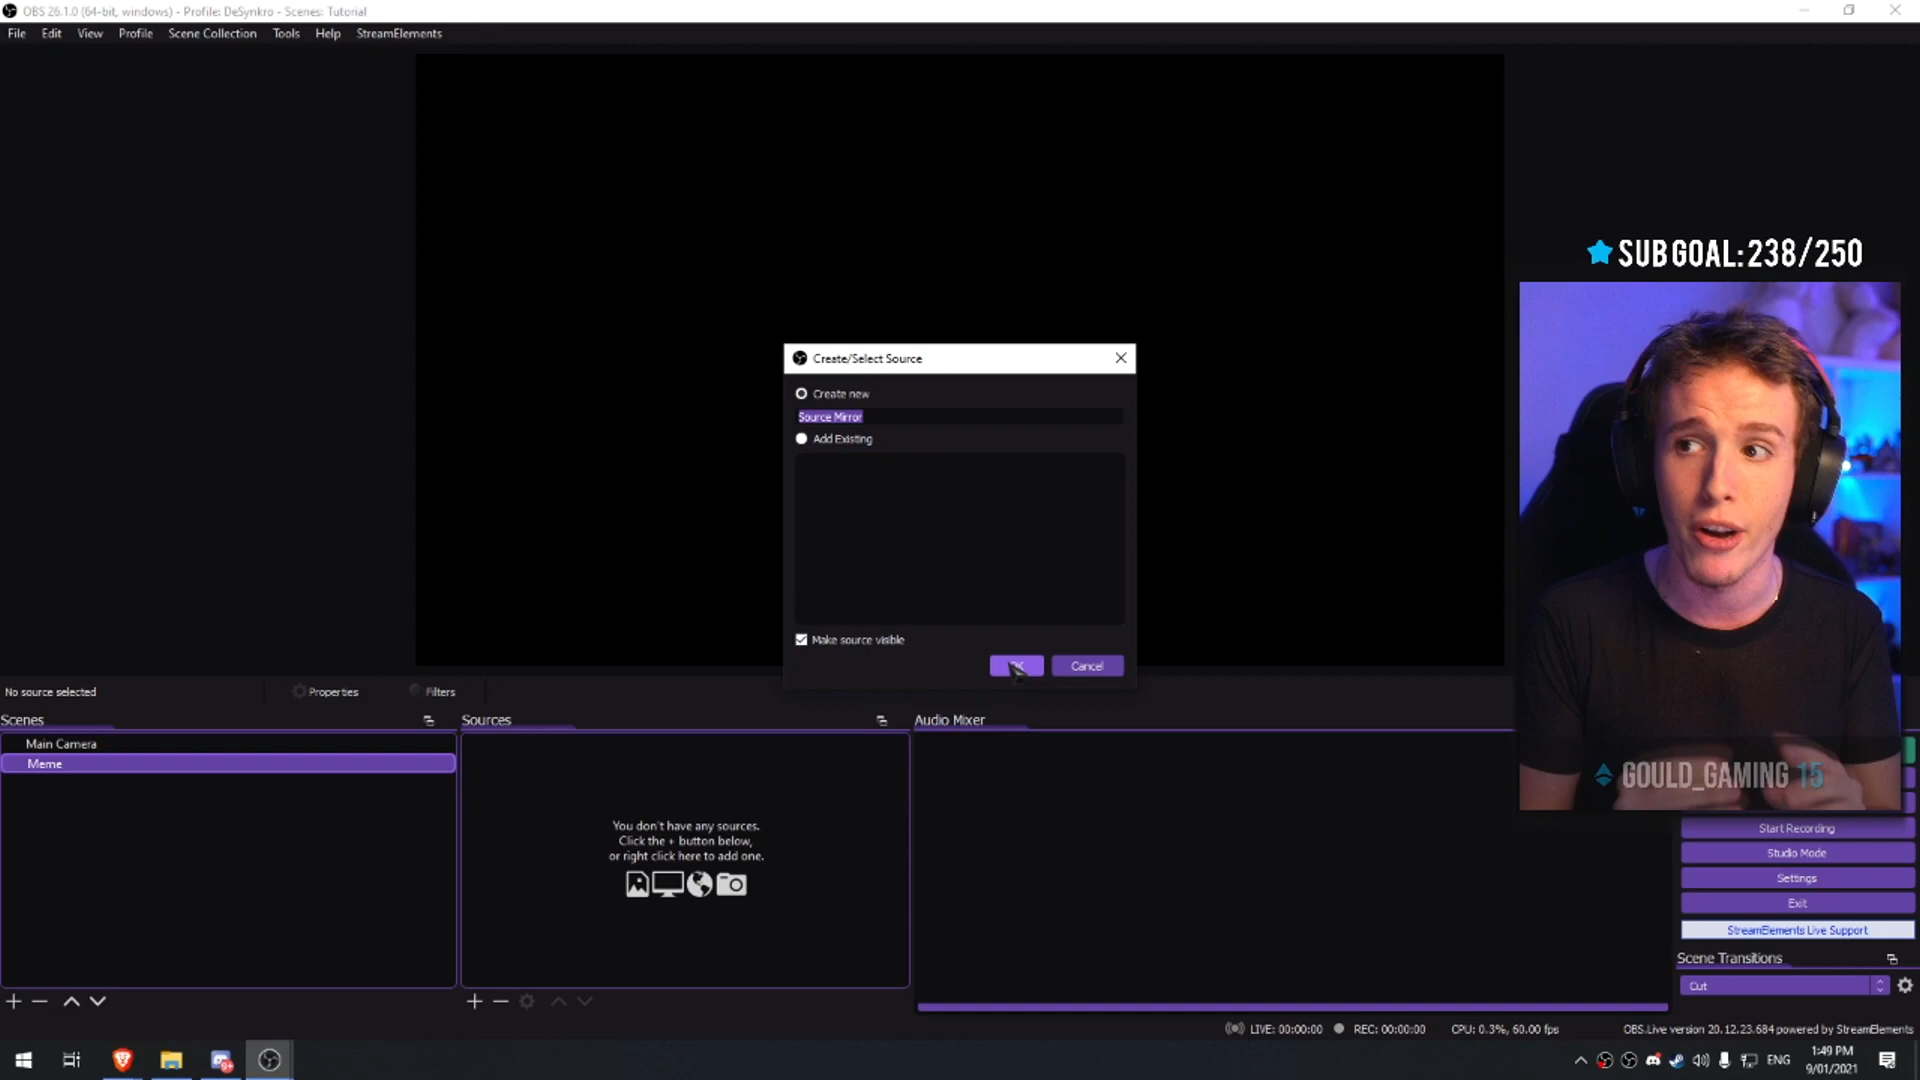 OBS 26.1.0 (64-bit, windows) - Profile: DeSynkro - Scenes: Tutorial
File Edit View Profile Scene Collection Tools Help StreamElements
SUB GOAL: 238/250
Create/Select Source
Create new
Source Mirror
Add Existing
Make source visible
OK Cancel
No source selected Properties Filters
Scenes Sources Audio Mixer
Main Camera
Meme
You don't have any sources.
Click the + button below,
or right click here to add one.
GOULD_GAMING 15
Start Recording
Studio Mode
Settings
Exit
StreamElements Live Support
Scene Transitions
Cut
LIVE: 00:00:00 REC: 00:00:00 CPU: 0.3%, 60.00 fps OBS.Live version 20.12.23.684 powered by StreamElements
ENG 1:49 PM
9/01/2021